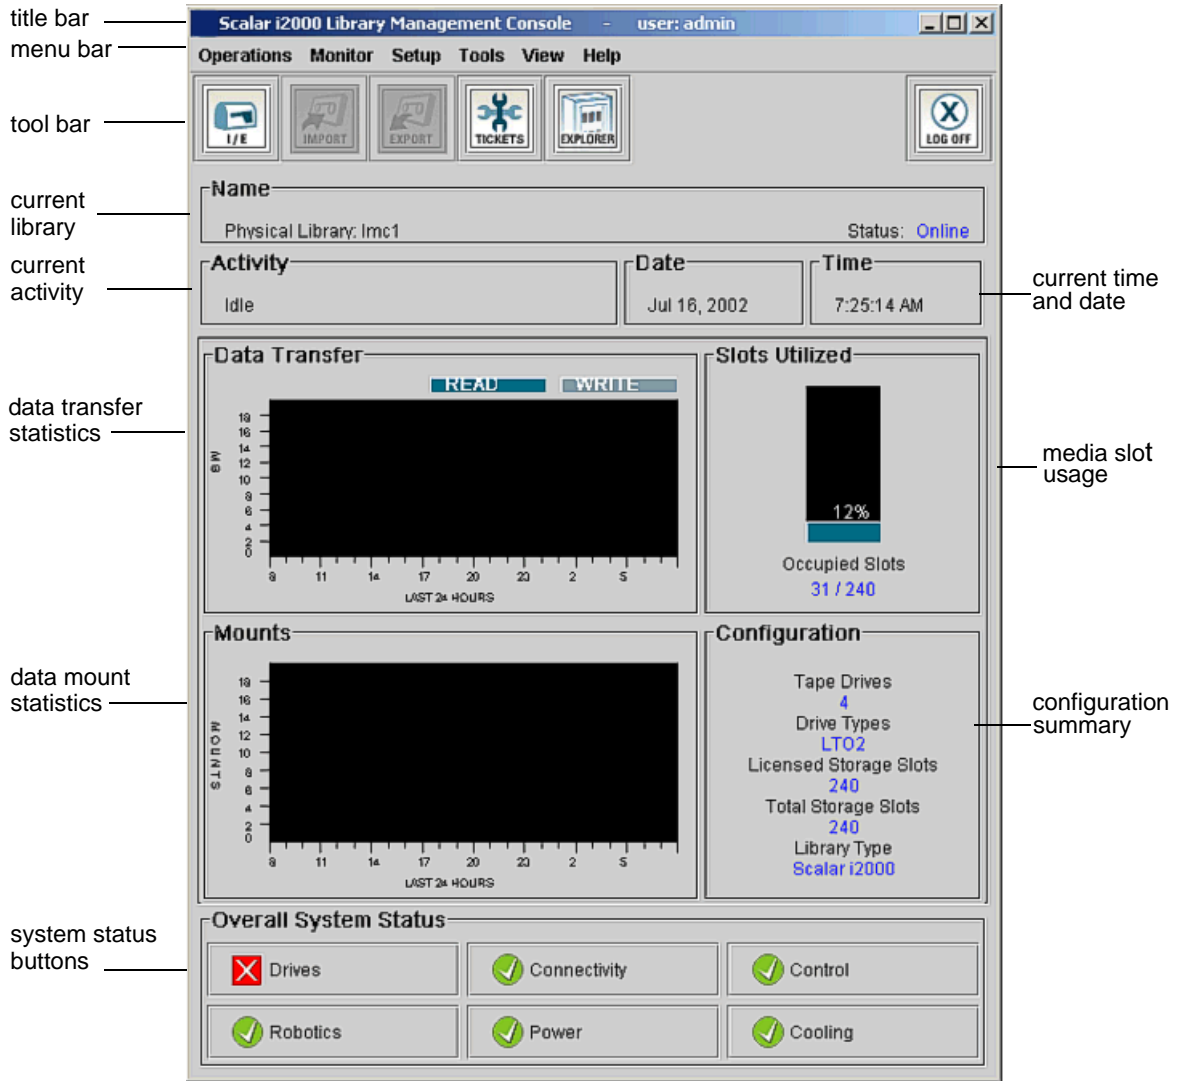 title bar
menu bar
tool bar
current
library
current
activity
data transfer
statistics
data mount
statistics
system status
buttons
Scalar i2000 Library Management Console - user: admin
Operations Monitor Setup Tools View Help
I/E IMPORT EXPORT TICKETS EXPLORER LOG OFF
Name
Physical Library: lmc1 Status: Online
Activity
Idle
Date
Jul 16, 2002
Time
7:25:14 AM
Data Transfer
READ WRITE
MB
18
16
14
12
10
8
6
4
2
0
8 11 14 17 20 23 2 5
LAST 24 HOURS
Slots Utilized
12%
Occupied Slots
31 / 240
Mounts
MOUNTS
18
16
14
12
10
8
6
4
2
0
8 11 14 17 20 23 2 5
LAST 24 HOURS
Configuration
Tape Drives
4
Drive Types
LTO2
Licensed Storage Slots
240
Total Storage Slots
240
Library Type
Scalar i2000
Overall System Status
Drives Connectivity Control
Robotics Power Cooling
current time
and date
media slot
usage
configuration
summary